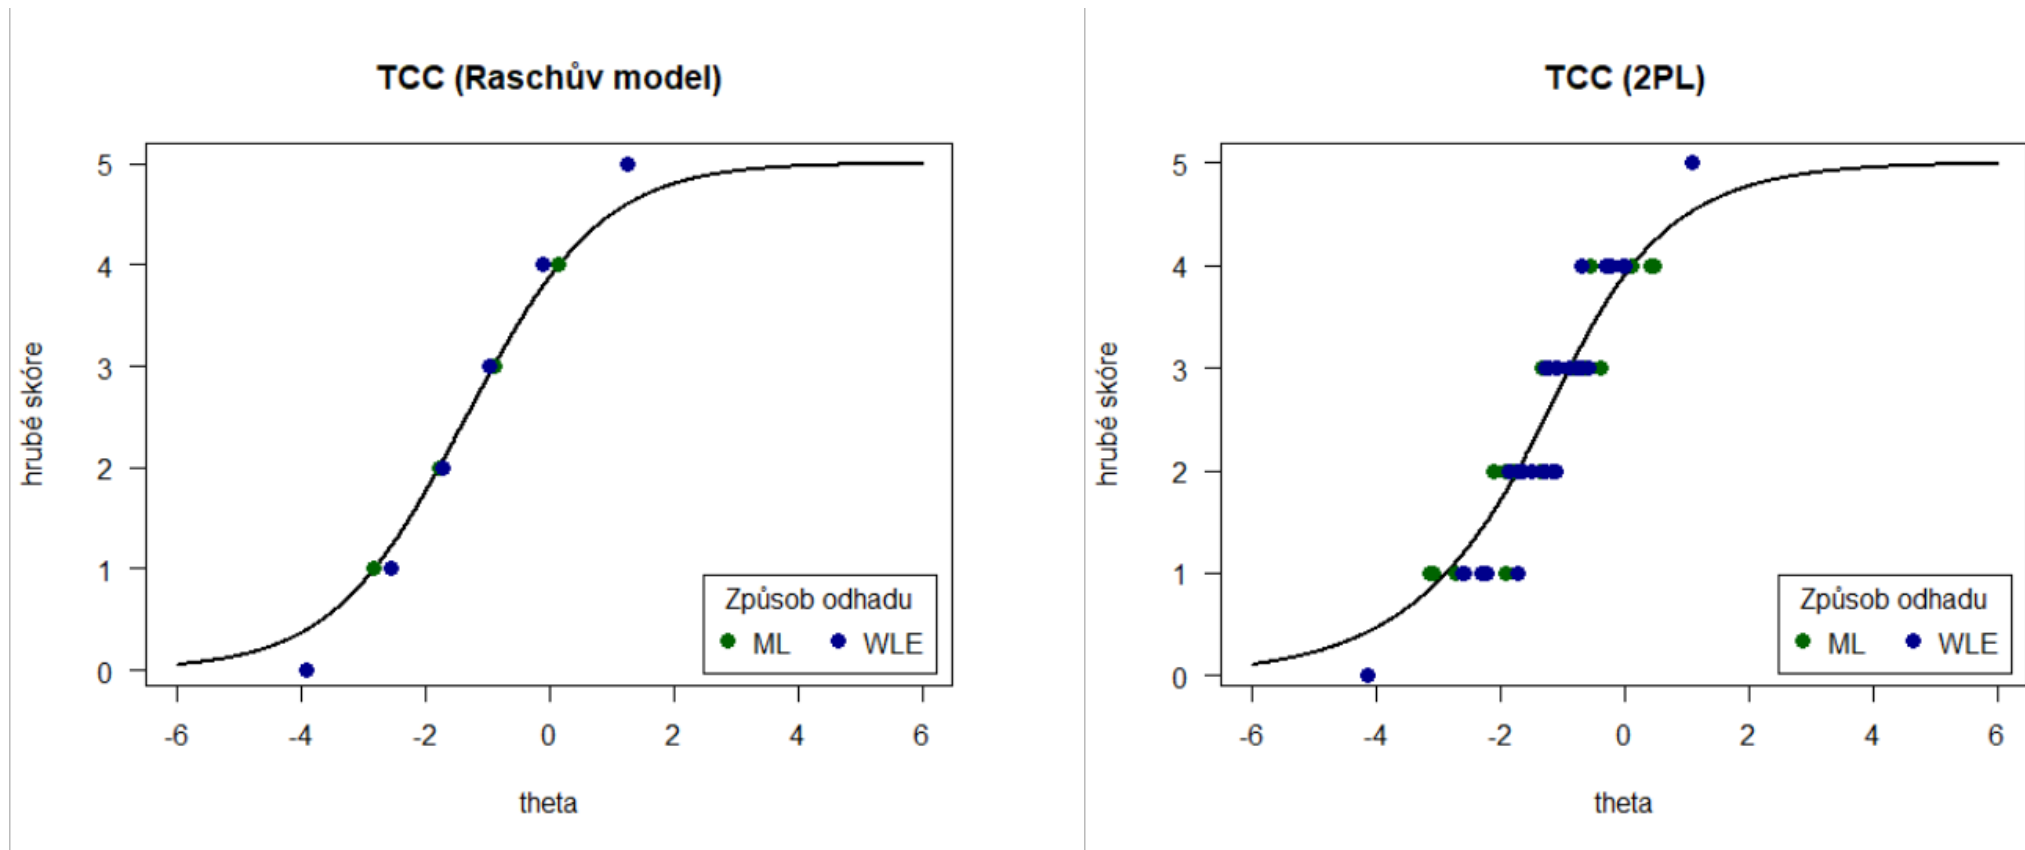 TCC (Raschův model)
hrubé skóre
5
4
3
2
1
0
-6 -4 -2 0 2 4 6
theta
Způsob odhadu
ML WLE
TCC (2PL)
hrubé skóre
5
4
3
2
1
0
-6 -4 -2 0 2 4 6
theta
Způsob odhadu
ML WLE